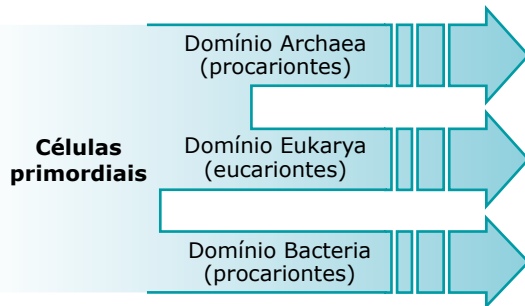 Domínio Archaea
(procariontes)
Células
primordiais
Domínio Eukarya
(eucariontes)
Domínio Bacteria
(procariontes)